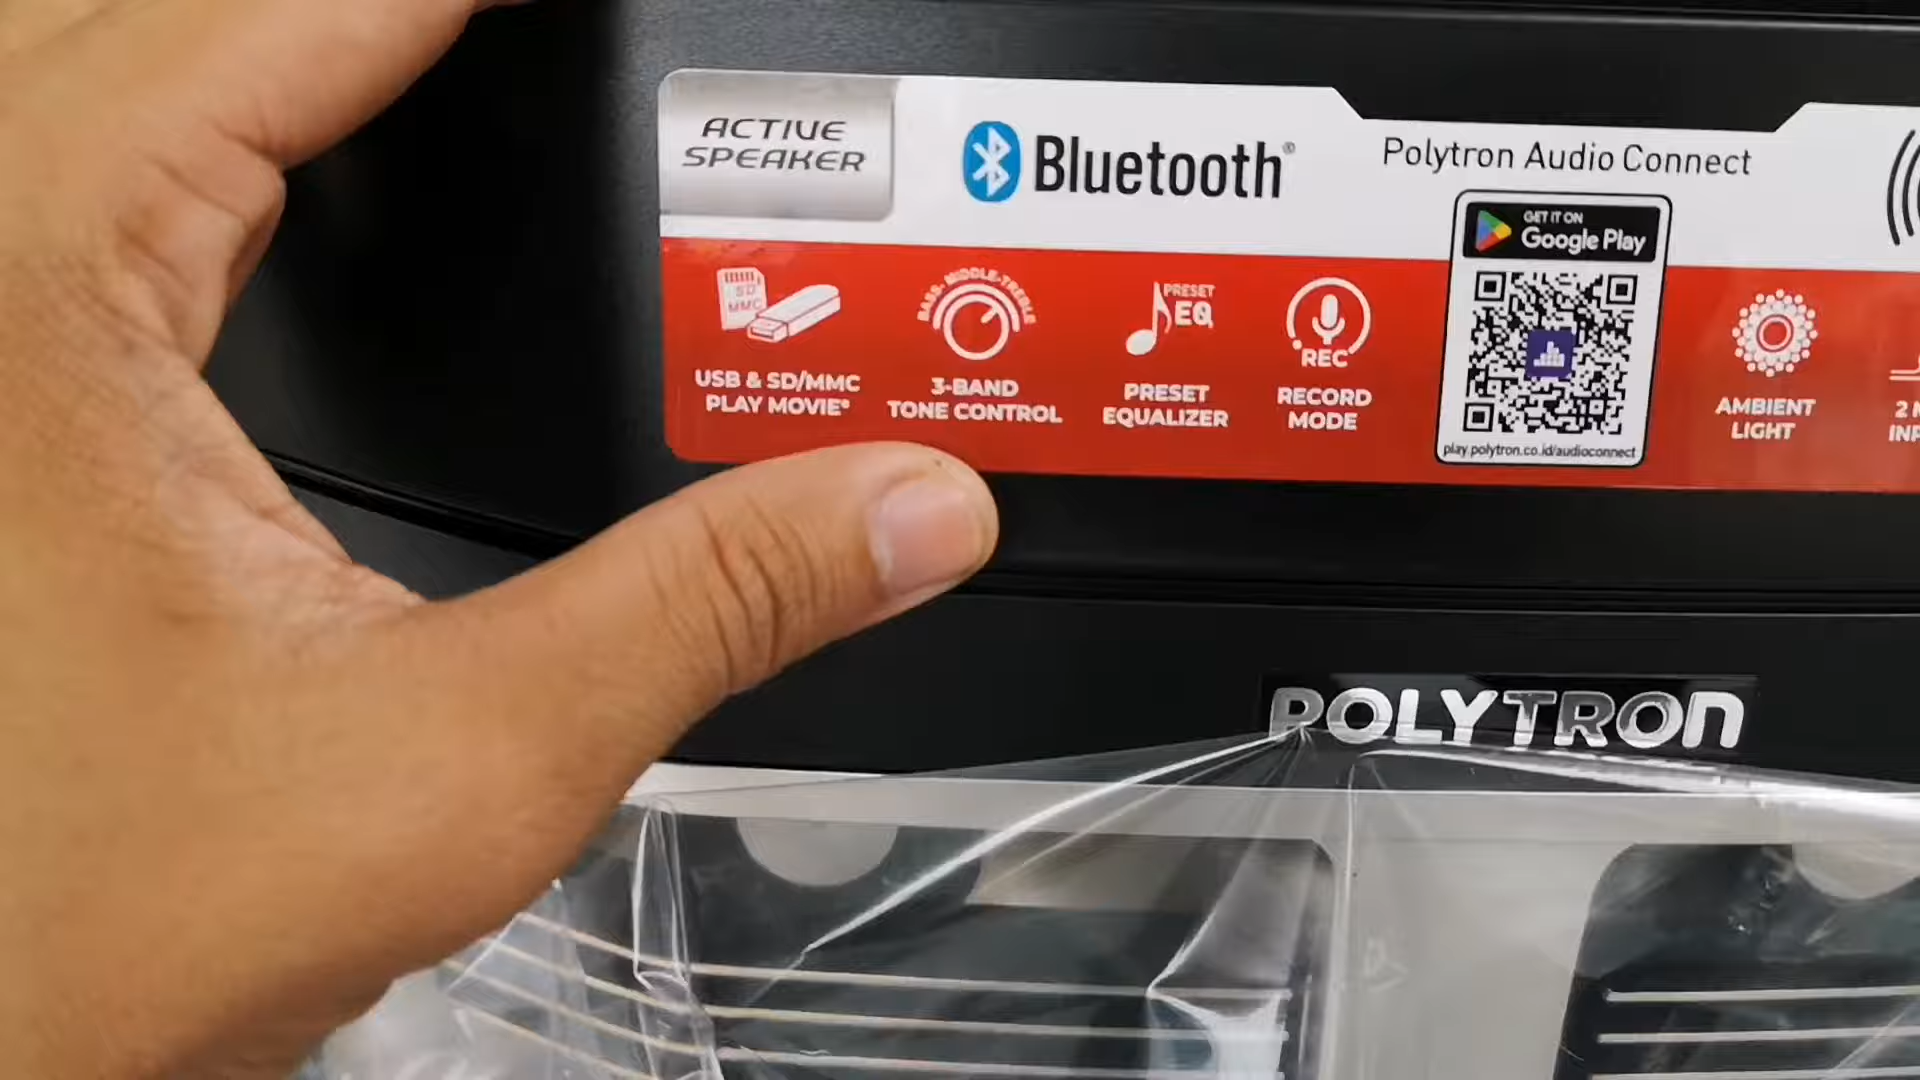 ACTIVE
SPEAKER
Bluetooth®
Polytron Audio Connect
GET IT ON
Google Play
SD
MMC
USB & SD/MMC
PLAY MOVIE*
BASS-MIDDLE-TREBLE
3-BAND
TONE CONTROL
PRESET
EQ
PRESET
EQUALIZER
REC
RECORD
MODE
play.polytron.co.id/audioconnect
AMBIENT
LIGHT
2
POLYTRON